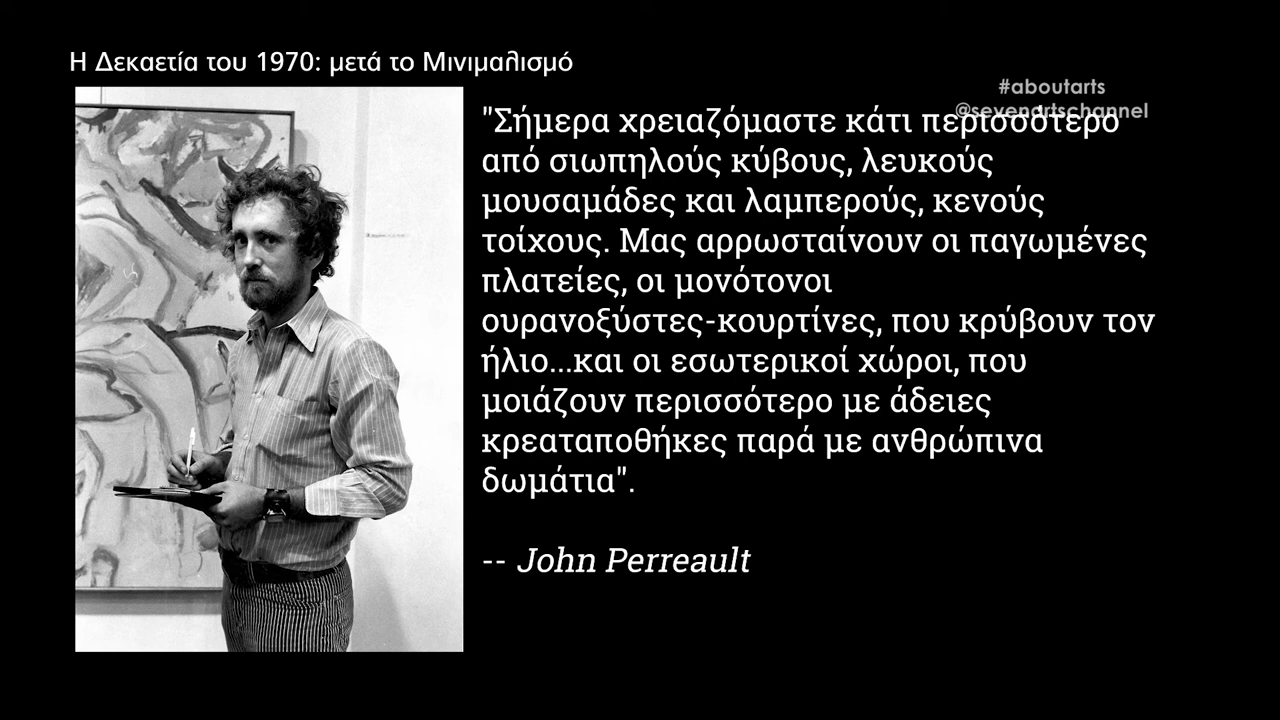 Η Δεκαετία του 1970: μετά το Μινιμαλισμό
#aboutarts
@sevenartschannel
"Σήμερα χρειαζόμαστε κάτι περισσότερο
από σιωπηλούς κύβους, λευκούς
μουσαμάδες και λαμπερούς, κενούς
τοίχους. Μας αρρωσταίνουν οι παγωμένες
πλατείες, οι μονότονοι
ουρανοξύστες-κουρτίνες, που κρύβουν τον
ήλιο...και οι εσωτερικοί χώροι, που
μοιάζουν περισσότερο με άδειες
κρεαταποθήκες παρά με ανθρώπινα
δωμάτια".
-- John Perreault